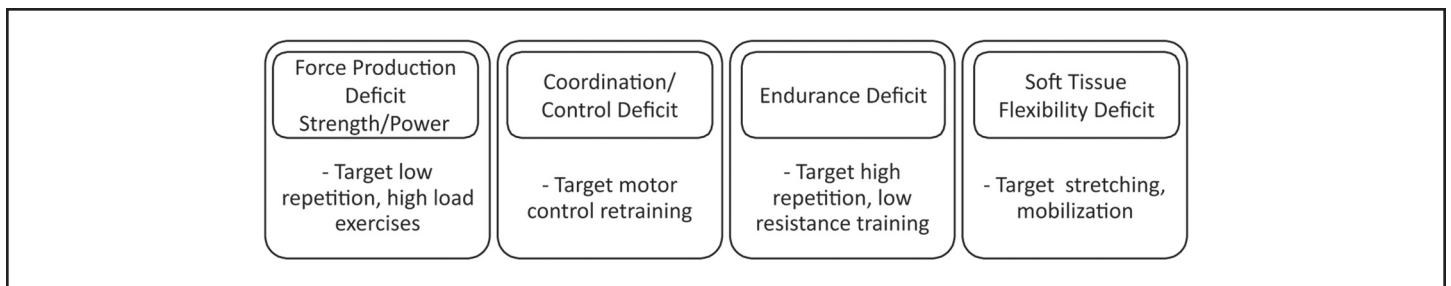 Force Production
Deficit
Strength/Power
- Target low
repetition, high load
exercises
Coordination/
Control Deficit
- Target motor
control retraining
Endurance Deficit
- Target high
repetition, low
resistance training
Soft Tissue
Flexibility Deficit
- Target  stretching,
mobilization